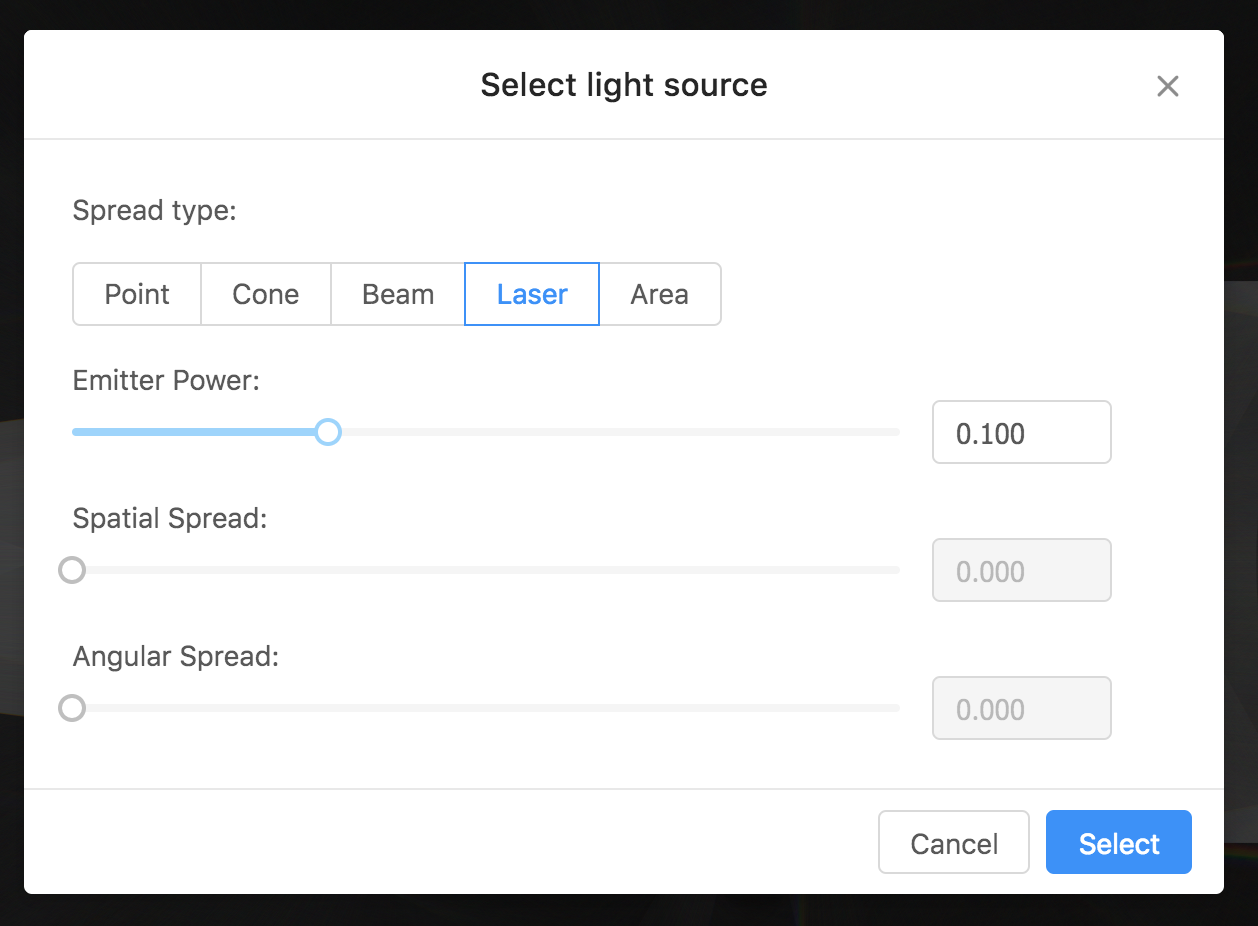 Select light source
Spread type:
Point Cone Beam Laser Area
Emitter Power:
0.100
Spatial Spread:
0.000
Angular Spread:
0.000
Cancel Select